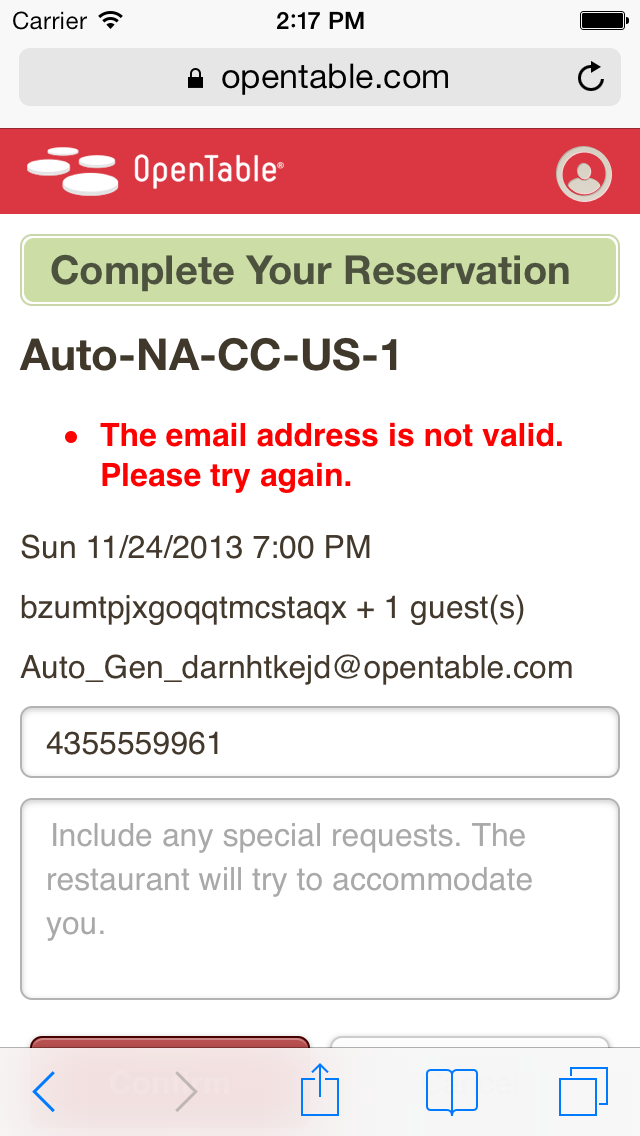 Carrier 2:17 PM
opentable.com
OpenTable®
Complete Your Reservation
Auto-NA-CC-US-1
• The email address is not valid.
Please try again.
Sun 11/24/2013 7:00 PM
bzumtpjxgoqqtmcstaqx + 1 guest(s)
Auto_Gen_darnhtkejd@opentable.com
4355559961
Include any special requests. The
restaurant will try to accommodate
you.
Confirm